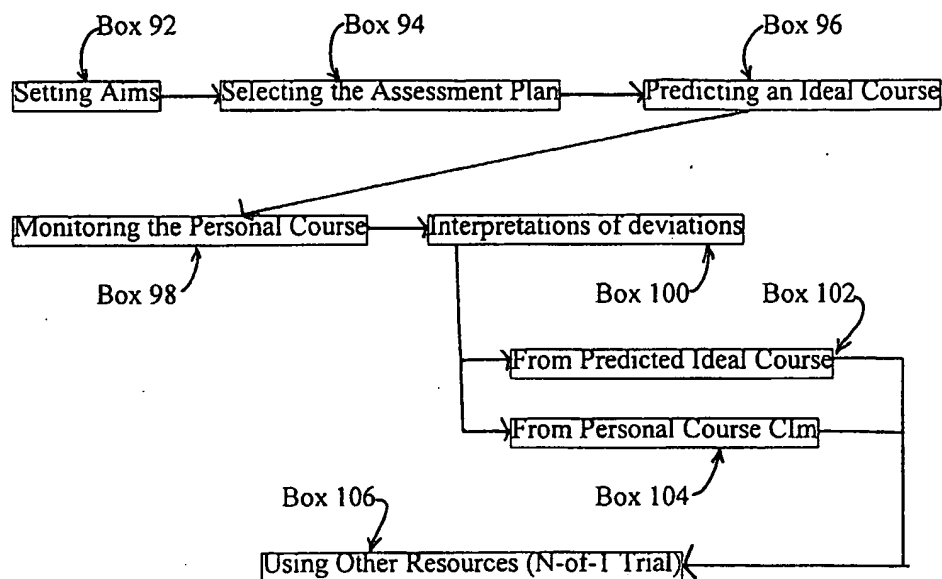 Box 92
Box 94
Box 96
Setting Aims
Selecting the Assessment Plan
Predicting an Ideal Course
Monitoring the Personal Course
Interpretations of deviations
Box 98
Box 100
Box 102
From Predicted Ideal Course
From Personal Course CIm
Box 104
Box 106
Using Other Resources (N-of-1 Trial)